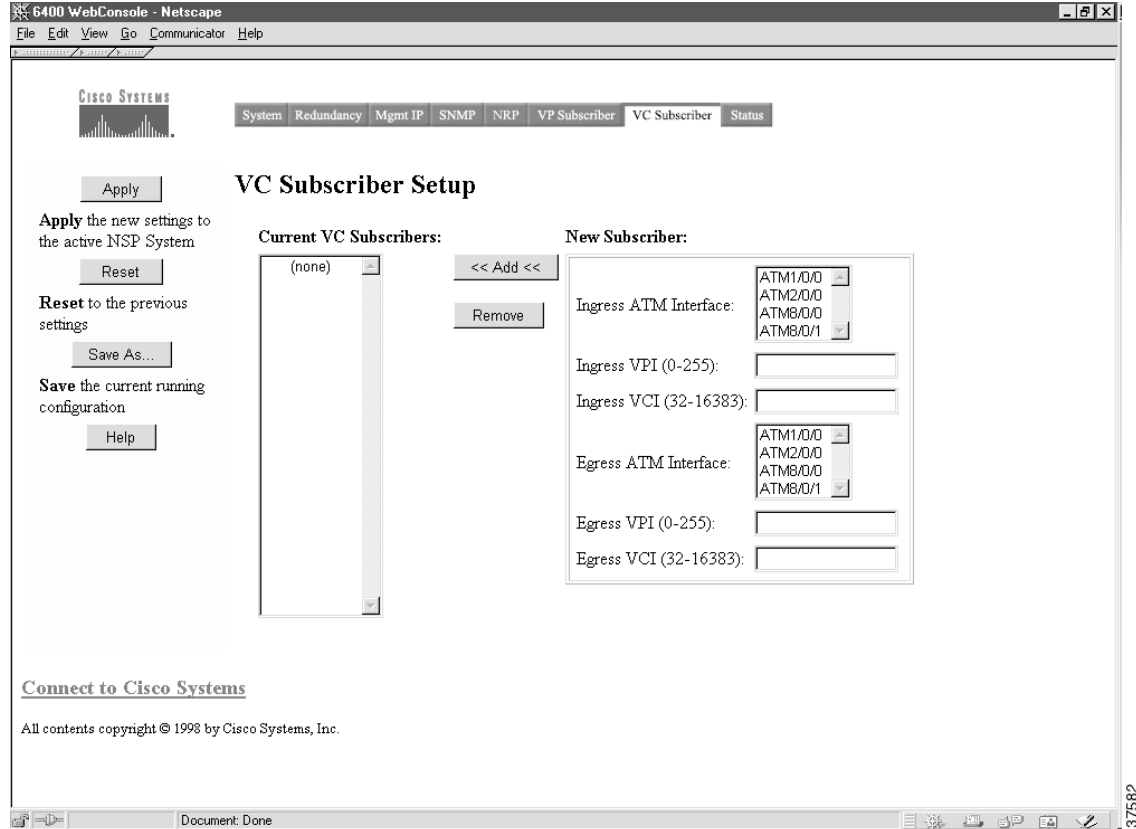 6400 WebConsole - Netscape
File Edit View Go Communicator Help
CISCO SYSTEMS
System Redundancy Mgmt IP SNMP NRP VP Subscriber VC Subscriber Status
Apply
Apply the new settings to
the active NSP System
Reset
Reset to the previous
settings
Save As...
Save the current running
configuration
Help
VC Subscriber Setup
Current VC Subscribers:
(none)
<< Add <<
Remove
New Subscriber:
Ingress ATM Interface:
ATM1/0/0
ATM2/0/0
ATM8/0/0
ATM8/0/1
Ingress VPI (0-255):
Ingress VCI (32-16383):
Egress ATM Interface:
ATM1/0/0
ATM2/0/0
ATM8/0/0
ATM8/0/1
Egress VPI (0-255):
Egress VCI (32-16383):
Connect to Cisco Systems
All contents copyright © 1998 by Cisco Systems, Inc.
Document: Done
37582